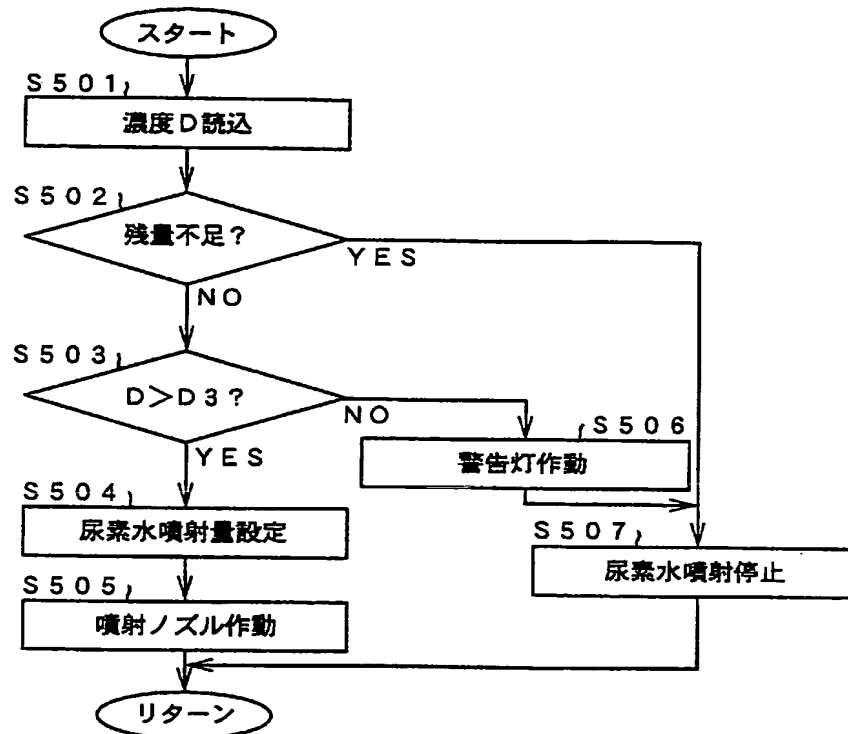 スタート
S501
濃度D読込
S502
残量不足?
YES
NO
S503
D>D3?
NO
YES
S506
警告灯作動
S504
尿素水噴射量設定
S507
尿素水噴射停止
S505
噴射ノズル作動
リターン